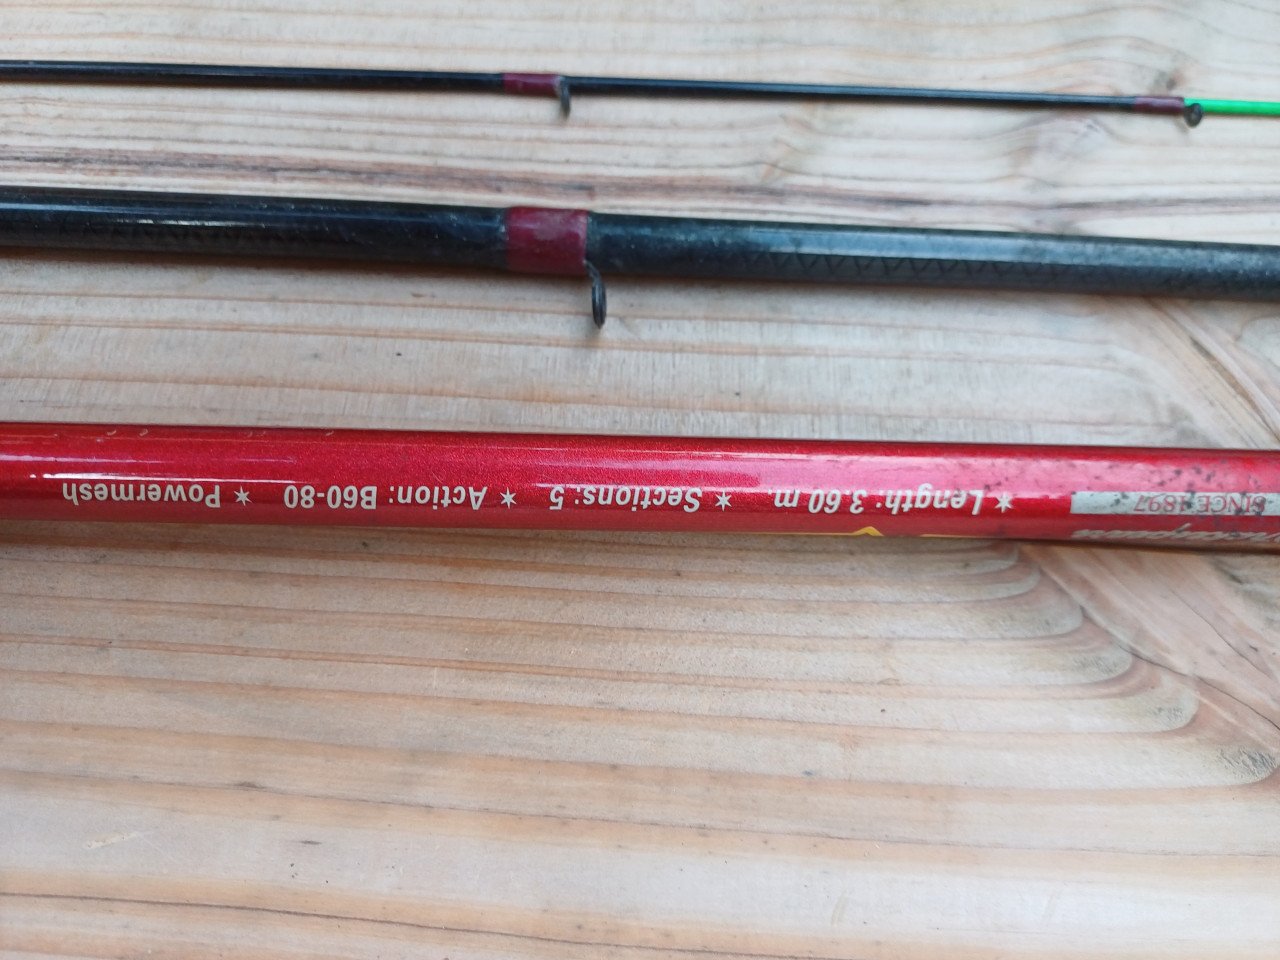 SINCE 1897
★ Length: 3.60 m. ★ Sections: 5 ★ Action: B60-80 ★ Powermesh